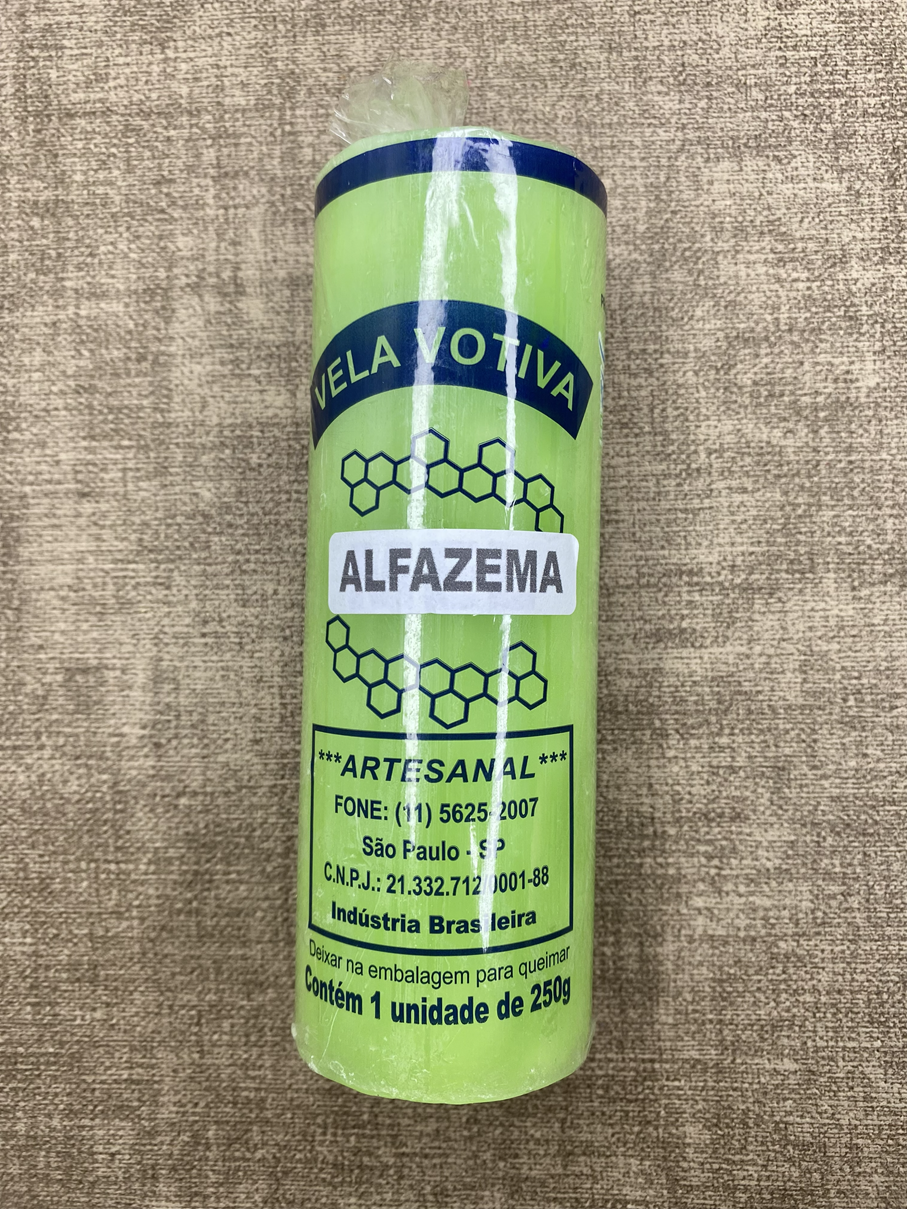 VELA VOTIVA
ALFAZEMA
***ARTESANAL***
FONE: (11) 5625-2007
São Paulo - SP
C.N.P.J.: 21.332.712/0001-88
Indústria Brasileira
Deixar na embalagem para queimar
Contém 1 unidade de 250g